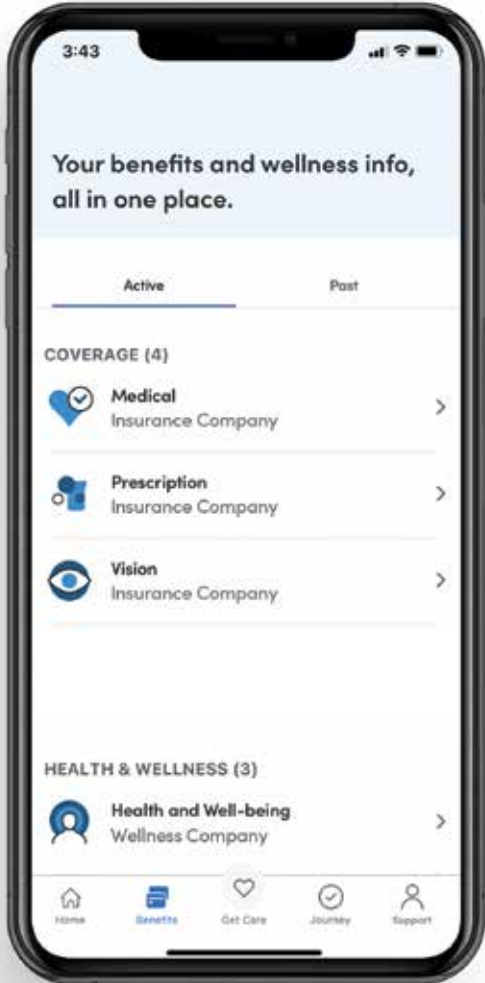 3:43
Your benefits and wellness info,
all in one place.
Active
Past
COVERAGE (4)
Medical
Insurance Company
Prescription
Insurance Company
Vision
Insurance Company
HEALTH & WELLNESS (3)
Health and Well-being
Wellness Company
Home
Benefits
Get Care
Journey
Support